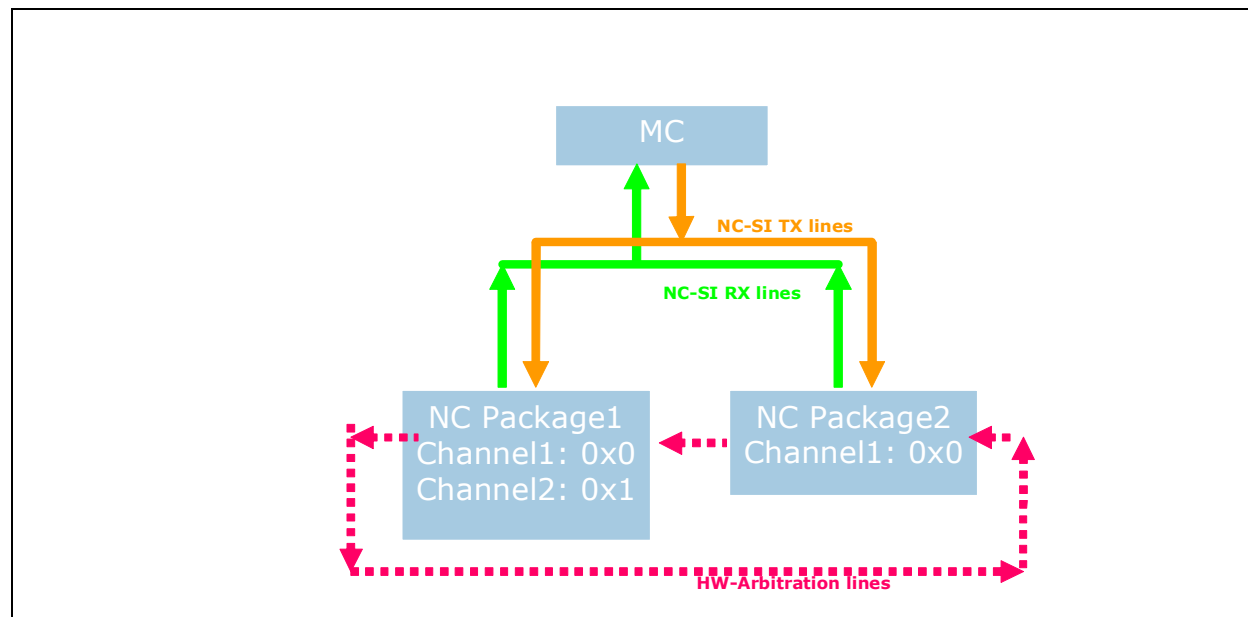 MC
NC-SI TX lines
NC-SI RX lines
NC Package1
Channel1: 0x0
Channel2: 0x1
NC Package2
Channel1: 0x0
HW-Arbitration lines